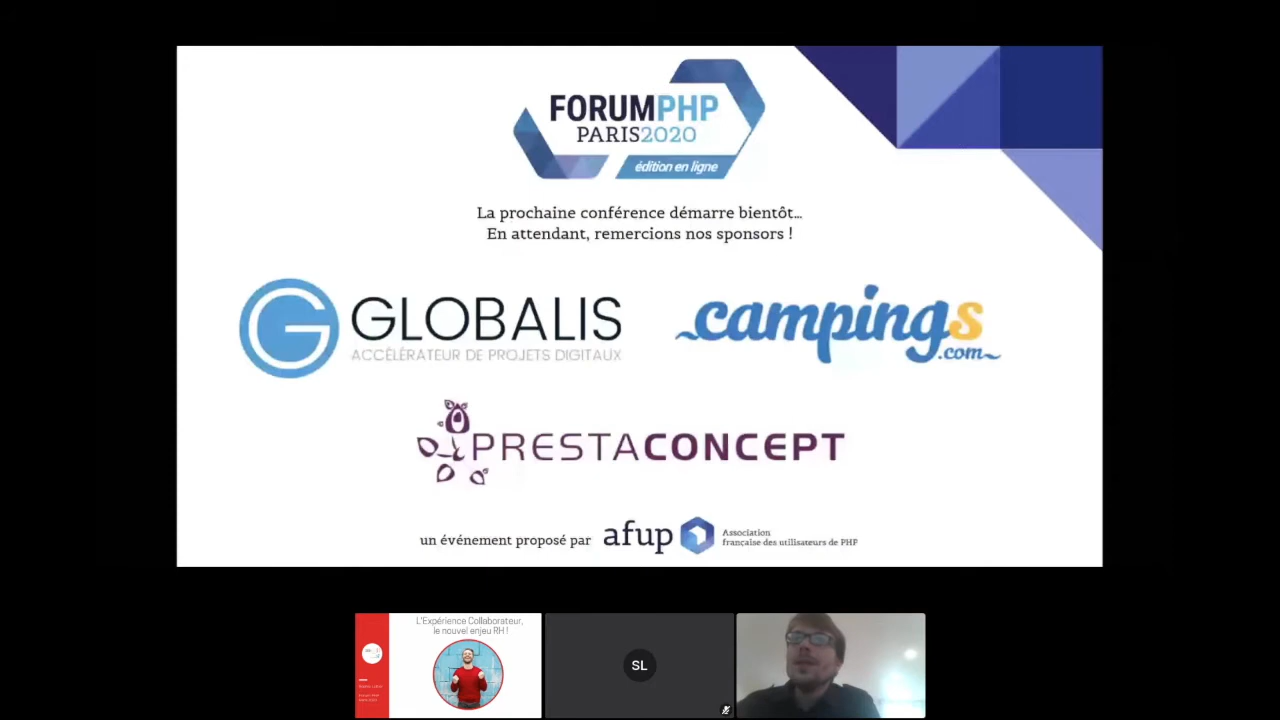 FORUMPHP
PARIS2020
édition en ligne
La prochaine conférence démarre bientôt...
En attendant, remercions nos sponsors !
GLOBALIS
ACCÉLÉRATEUR DE PROJETS DIGITAUX
campings
.com
PRESTACONCEPT
un événement proposé par
afup
Association
française des utilisateurs de PHP
L'Expérience Collaborateur,
le nouvel enjeu RH !
SL